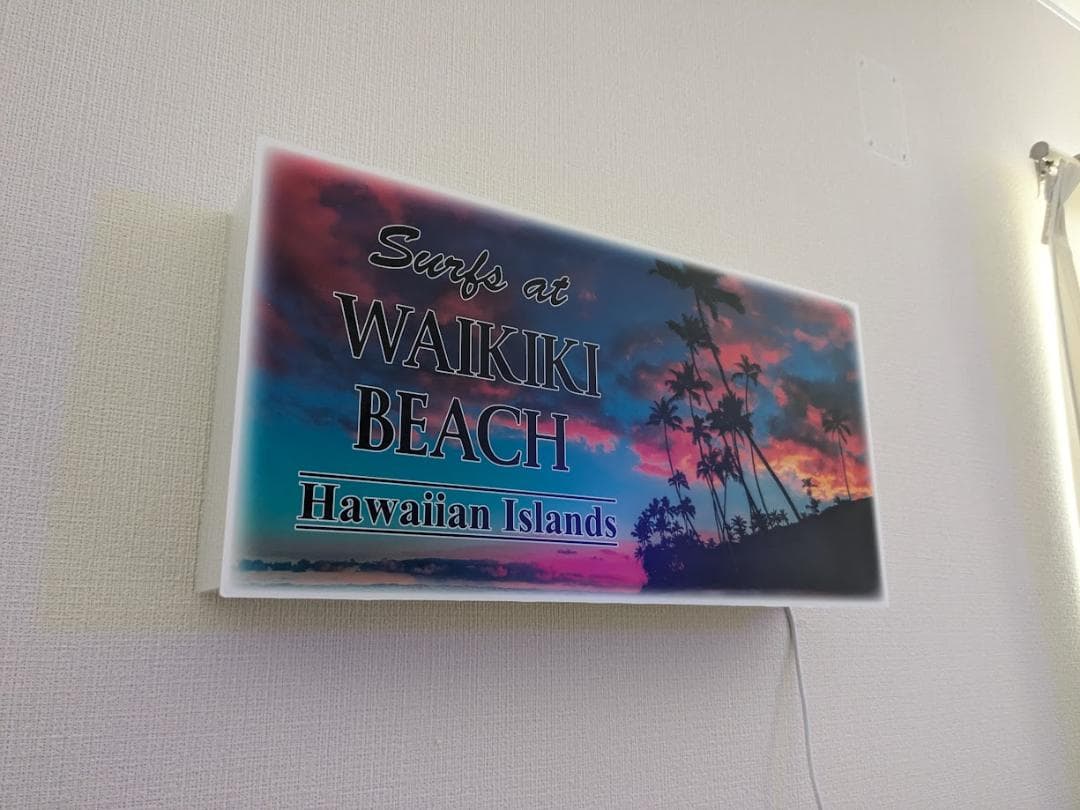 Surfs at
WAIKIKI
BEACH
Hawaiian Islands